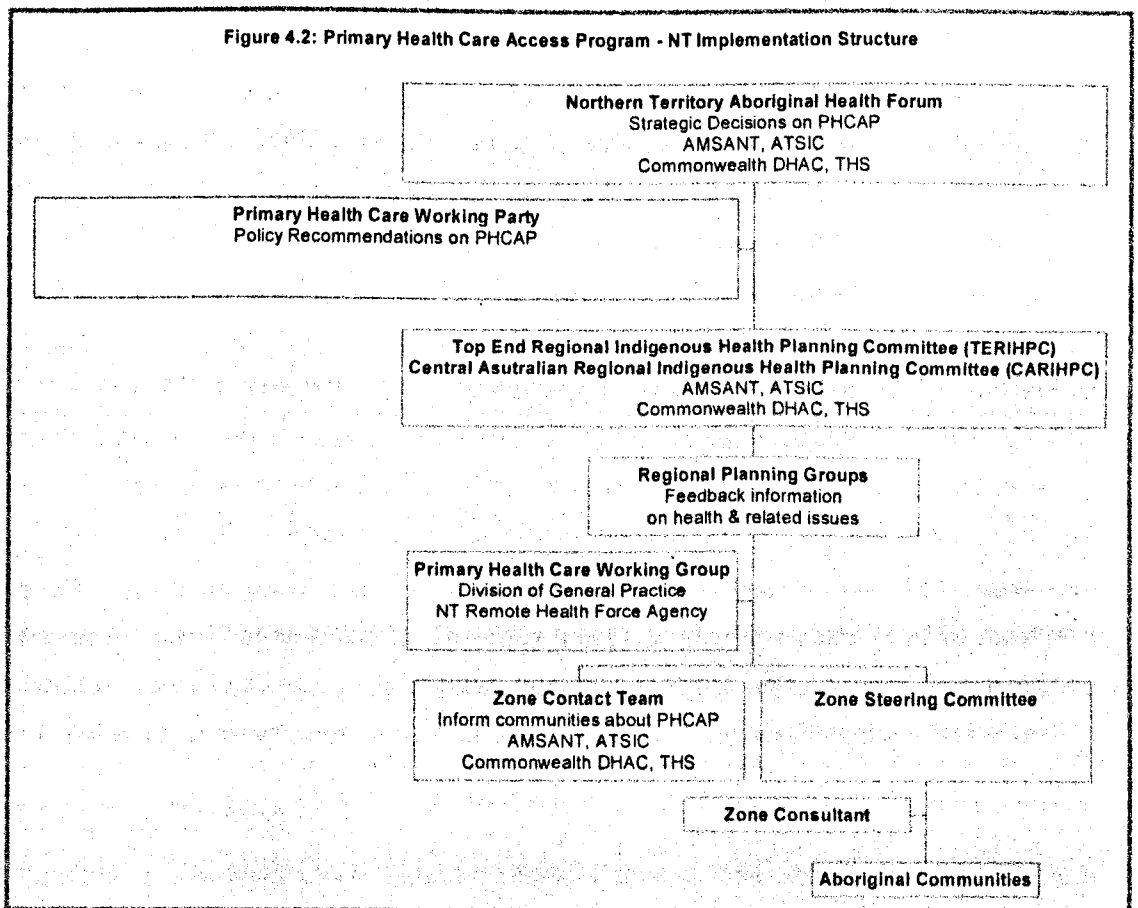 Figure 4.2: Primary Health Care Access Program - NT Implementation Structure
Northern Territory Aboriginal Health Forum
Strategic Decisions on PHCAP
AMSANT, ATSIC
Commonwealth DHAC, THS
Primary Health Care Working Party
Policy Recommendations on PHCAP
Top End Regional Indigenous Health Planning Committee (TERIHPC)
Central Asutralian Regional Indigenous Health Planning Committee (CARIHPC)
AMSANT, ATSIC
Commonwealth DHAC, THS
Regional Planning Groups
Feedback information
on health & related issues
Primary Health Care Working Group
Division of General Practice
NT Remote Health Force Agency
Zone Contact Team
Inform communities about PHCAP
AMSANT, ATSIC
Commonwealth DHAC, THS
Zone Steering Committee
Zone Consultant
Aboriginal Communities